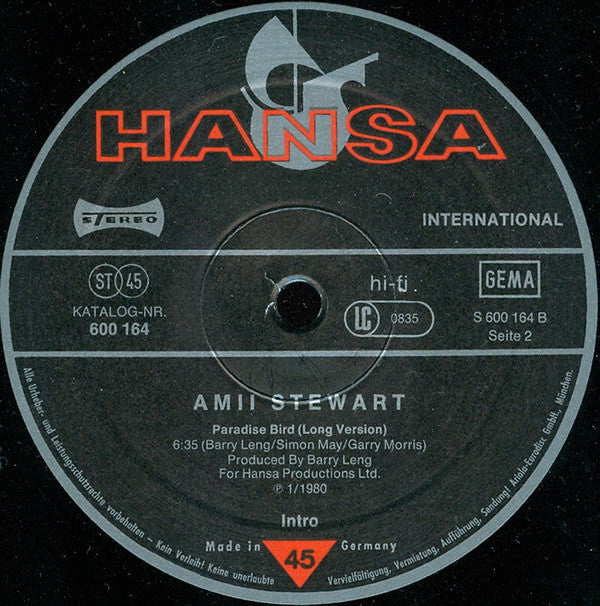 HANSA
STEREO
INTERNATIONAL
ST 45
KATALOG-NR.
600 164
hi-fi
LC 0835
GEMA
S 600 164 B
Seite 2
AMII STEWART
Paradise Bird (Long Version)
6:35 (Barry Leng/Simon May/Garry Morris)
Produced By Barry Leng
For Hansa Productions Ltd.
℗ 1/1980
Intro
Made in Germany
45
Alle Urheber- und Leistungsschutzrechte vorbehalten – Kein Verleih! Keine unerlaubte Vervielfältigung, Vermietung, Aufführung, Sendung! Ariola-Eurodisc GmbH, München.